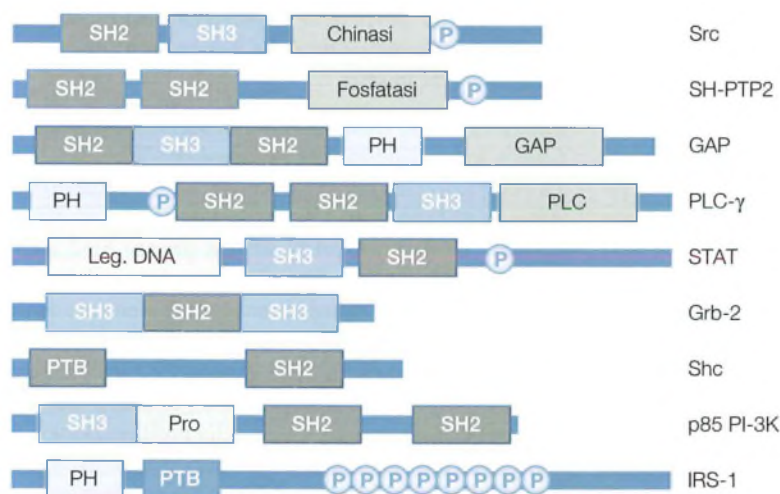 SH2 SH3 Chinasi P Src
SH2 SH2 Fosfatasi P SH-PTP2
SH2 SH3 SH2 PH GAP GAP
PH P SH2 SH2 SH3 PLC PLC-γ
Leg. DNA SH3 SH2 P STAT
SH3 SH2 SH3 Grb-2
PTB SH2 Shc
SH3 Pro SH2 SH2 p85 PI-3K
PH PTB P P P P P P P P IRS-1